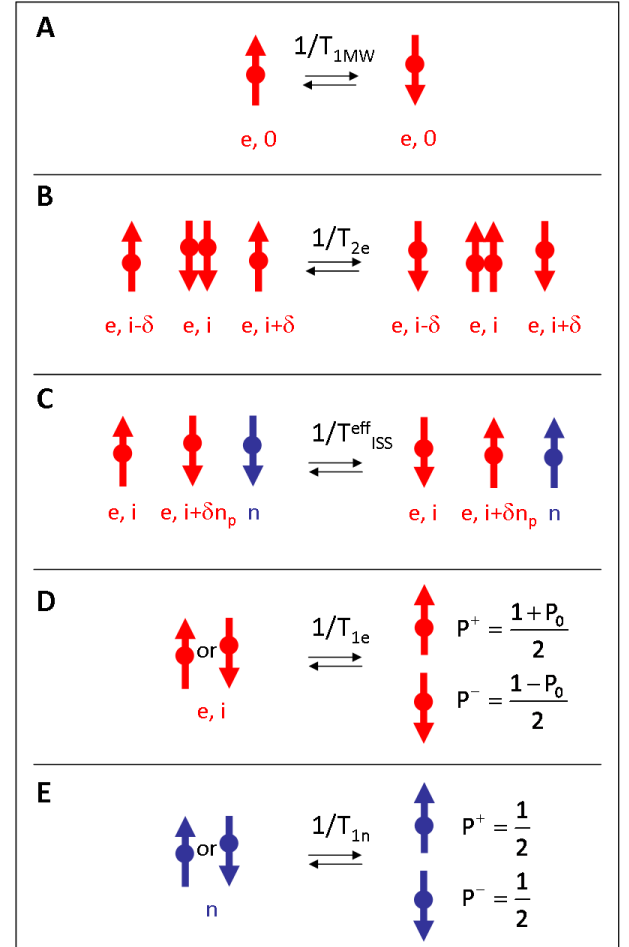 A
1/T1MW
e, 0 e, 0
B
1/T2e
e, i-δ e, i e, i+δ e, i-δ e, i e, i+δ
C
1/T^eff_ISS
e, i e, i+δnp n e, i e, i+δnp n
D
1/T1e
or
e, i
P⁺ = (1+P₀)/2
P⁻ = (1−P₀)/2
E
1/T1n
or
n
P⁺ = 1/2
P⁻ = 1/2